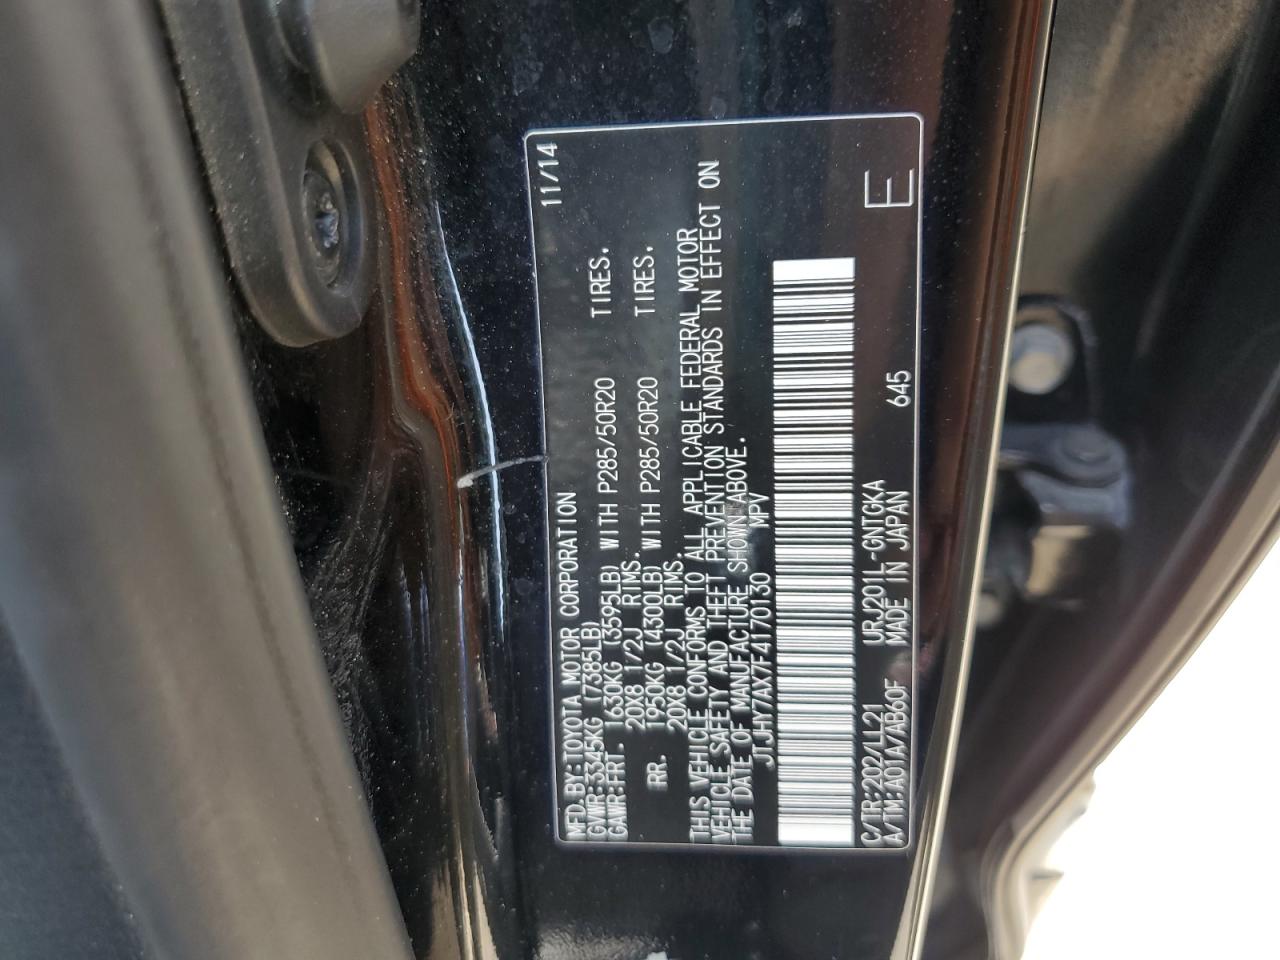 MFD.BY:TOYOTA MOTOR CORPORATION 11/14
GVWR:3345KG (7385LB)
GAWR:FRT. 1630KG (3595LB) WITH P285/50R20 TIRES.
20X8 1/2J RIMS.
RR. 1950KG (4300LB) WITH P285/50R20 TIRES.
20X8 1/2J RIMS.
THIS VEHICLE CONFORMS TO ALL APPLICABLE FEDERAL MOTOR
VEHICLE SAFETY AND THEFT PREVENTION STANDARDS IN EFFECT ON
THE DATE OF MANUFACTURE SHOWN ABOVE.
JTJHY7AX7F4170130 MPV
C/TR:202/LL21 URJ201L-GNTGKA
A/TM:A01A/AB60F MADE IN JAPAN 645 E